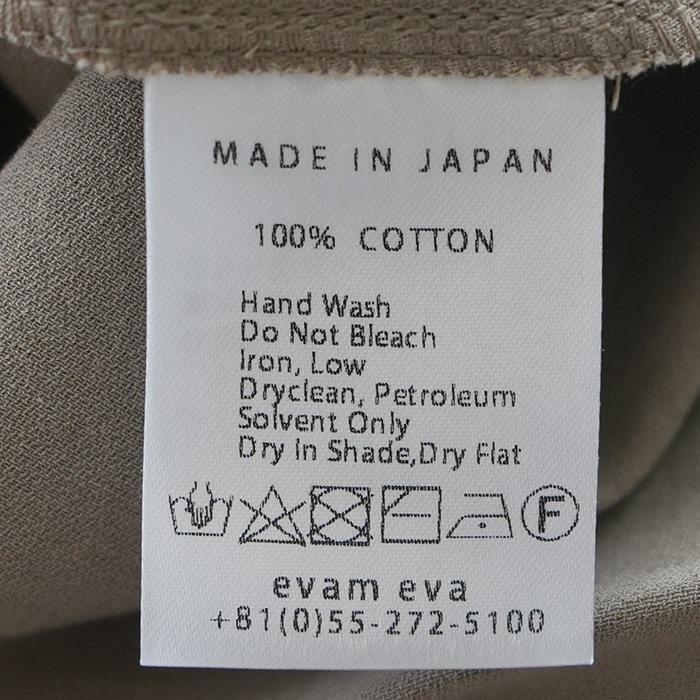 MADE IN JAPAN
100% COTTON
Hand Wash
Do Not Bleach
Iron, Low
Dryclean, Petroleum
Solvent Only
Dry In Shade,Dry Flat
F
evam eva
+81(0)55-272-5100